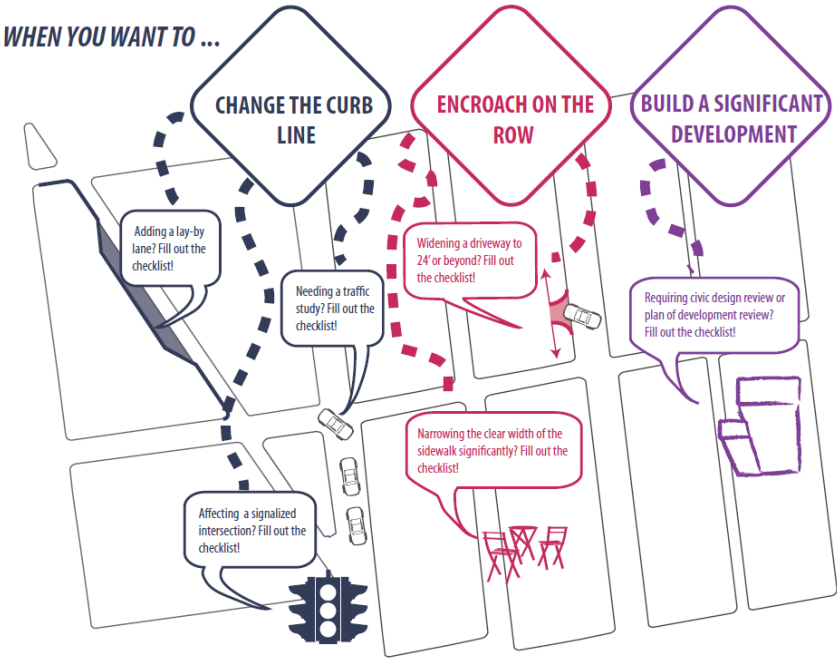 WHEN YOU WANT TO ...
CHANGE THE CURB
LINE
ENCROACH ON THE
ROW
BUILD A SIGNIFICANT
DEVELOPMENT
Adding a lay-by
lane? Fill out the
checklist!
Needing a traffic
study? Fill out the
checklist!
Affecting a signalized
intersection? Fill out the
checklist!
Widening a driveway to
24' or beyond? Fill out
the checklist!
Narrowing the clear width of the
sidewalk significantly? Fill out the
checklist!
Requiring civic design review or
plan of development review?
Fill out the checklist!